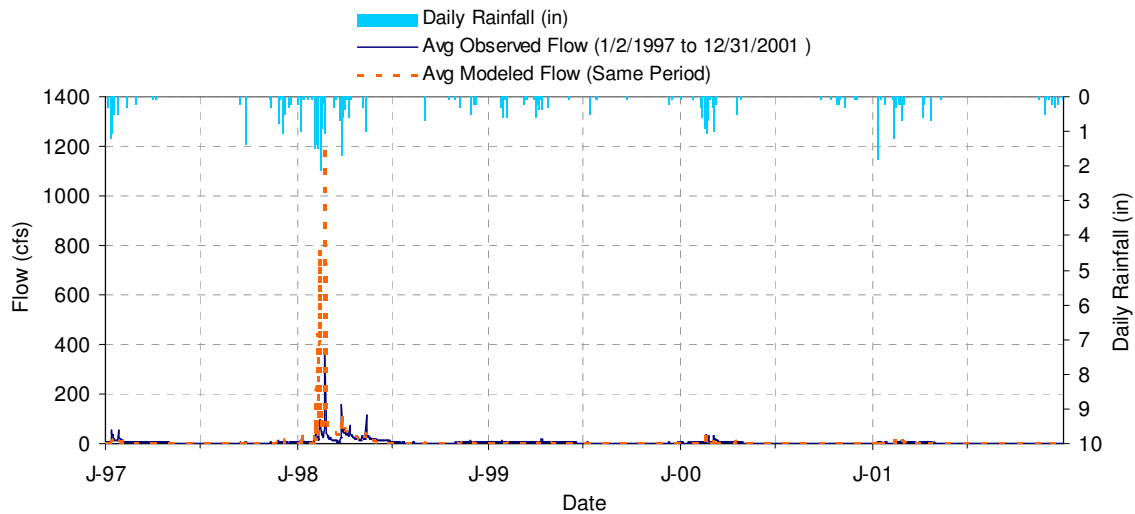 Daily Rainfall (in)
Avg Observed Flow (1/2/1997 to 12/31/2001 )
Avg Modeled Flow (Same Period)
1400
1200
1000
800
600
400
200
0
Flow (cfs)
0
1
2
3
4
5
6
7
8
9
10
Daily Rainfall (in)
J-97 J-98 J-99 J-00 J-01
Date